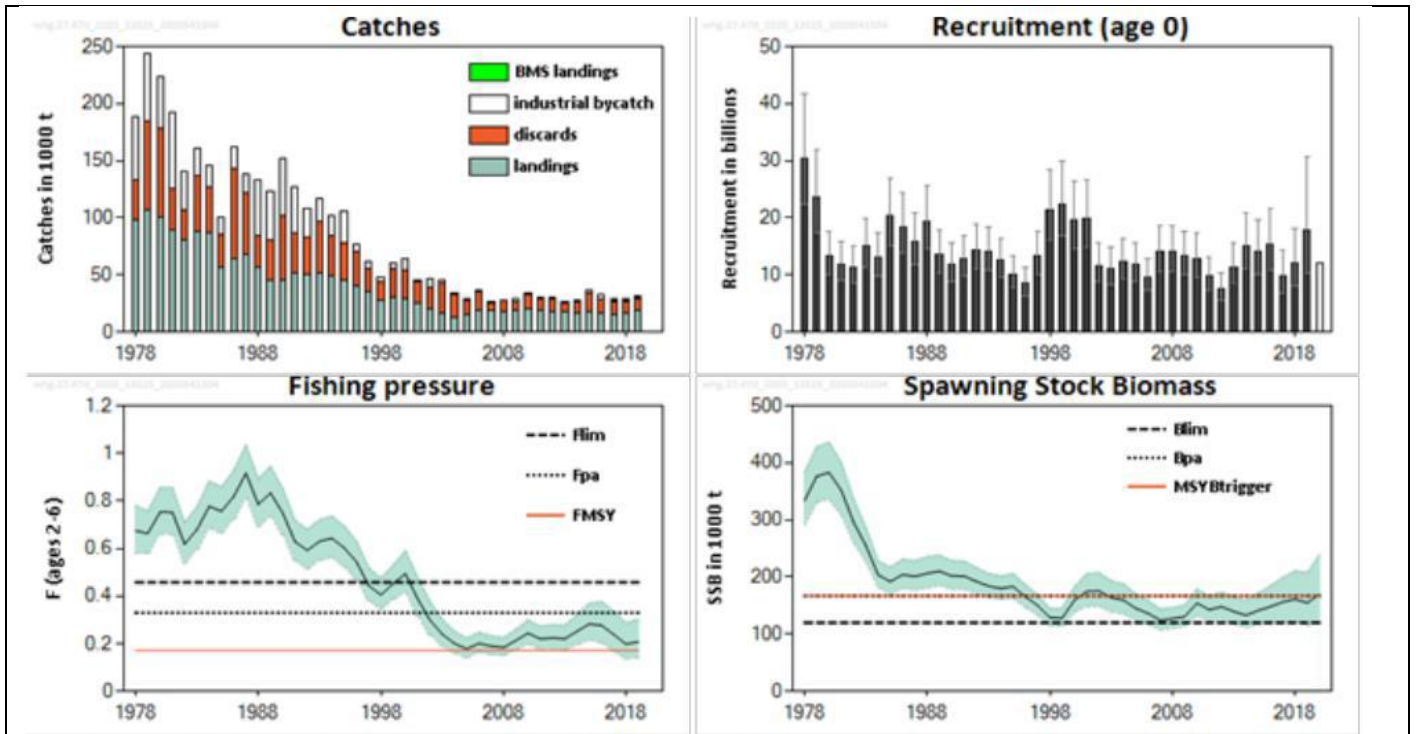 Catches
Catches in 1000 t
250
200
150
100
50
0
BMS landings
industrial bycatch
discards
landings
1978
1988
1998
2008
2018
Recruitment (age 0)
Recruitment in billions
50
40
30
20
10
0
1978
1988
1998
2008
2018
Fishing pressure
F (ages 2-6)
1.2
1
0.8
0.6
0.4
0.2
0
Flim
Fpa
FMSY
1978
1988
1998
2008
2018
Spawning Stock Biomass
SSB in 1000 t
500
400
300
200
100
0
Blim
Bpa
MSYBtrigger
1978
1988
1998
2008
2018